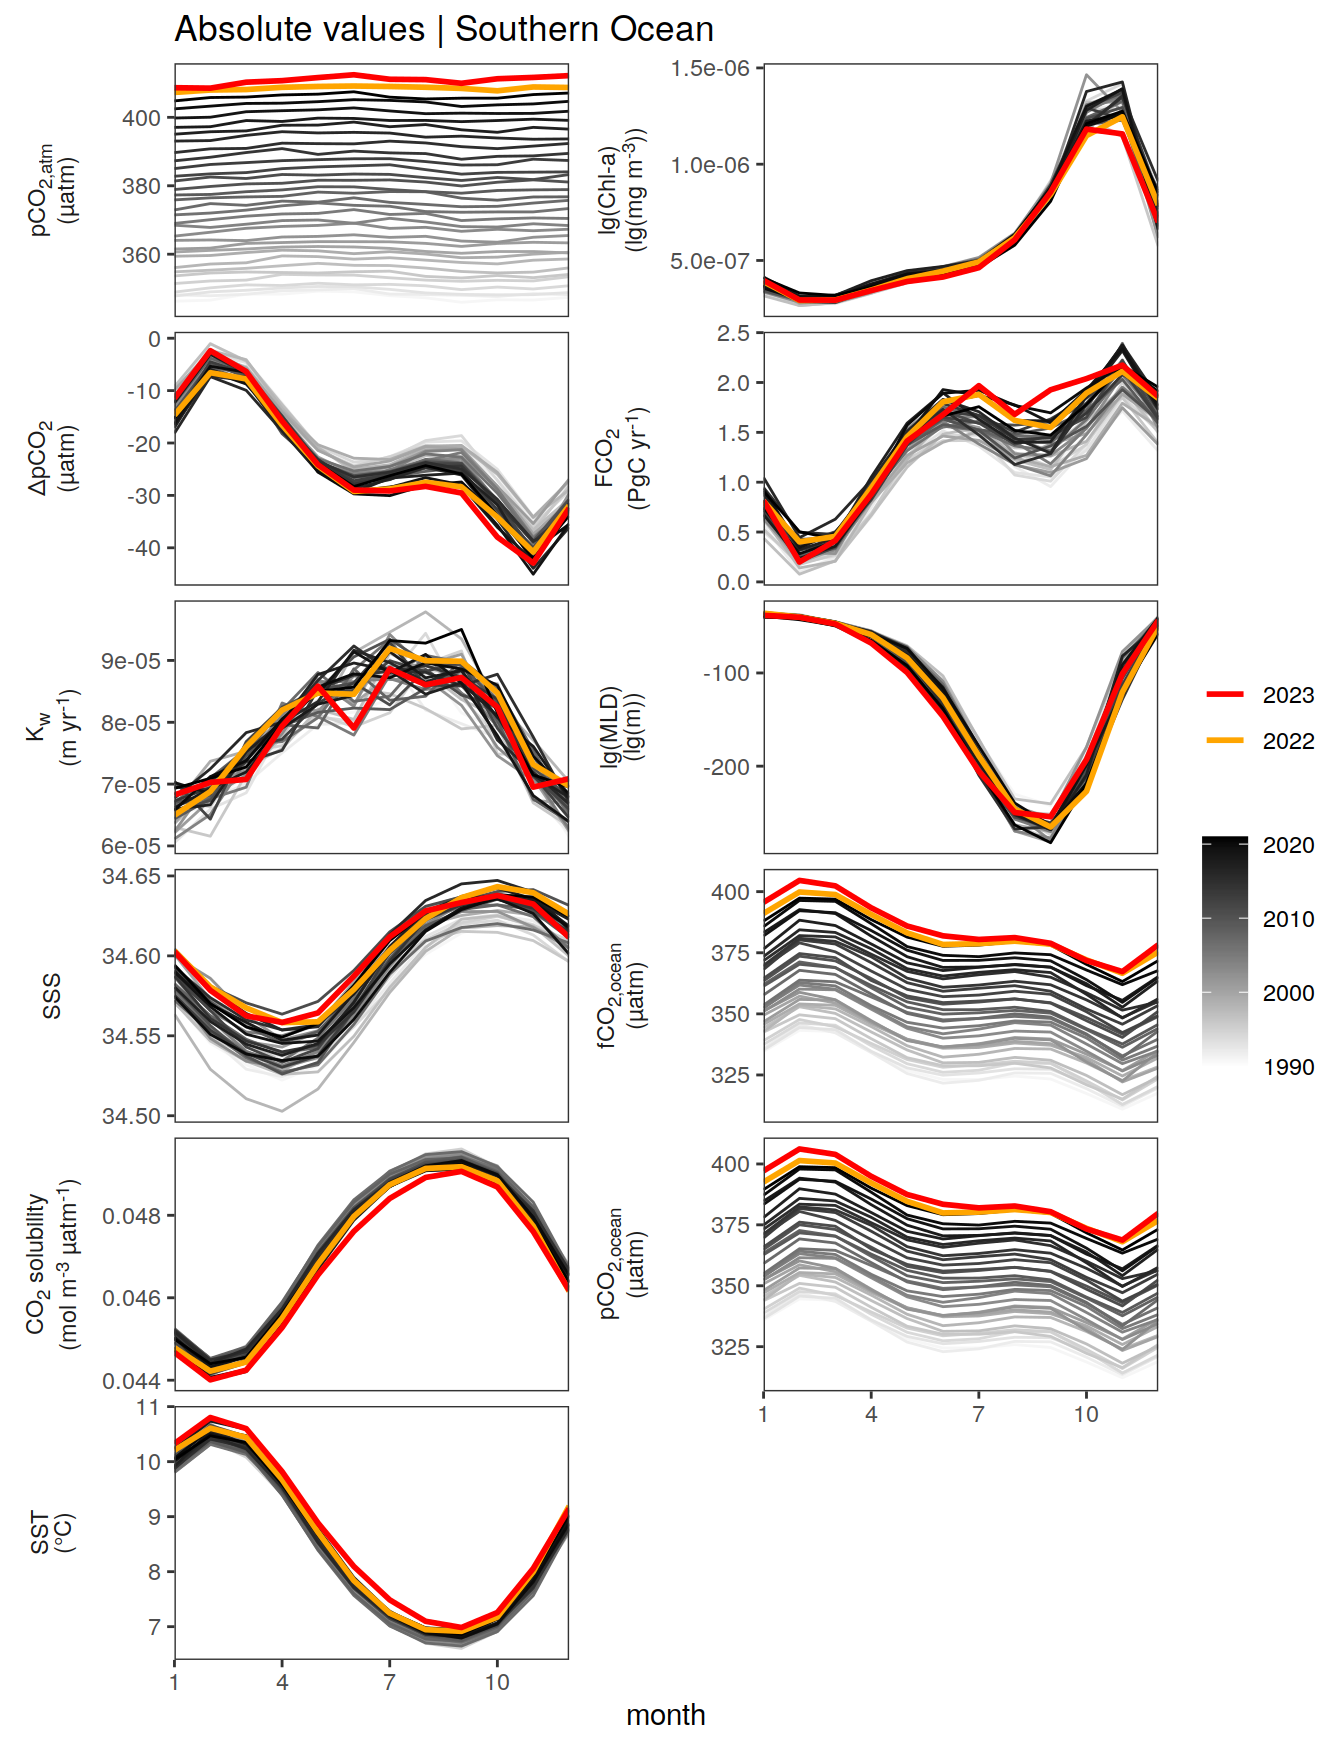 Absolute values | Southern Ocean
pCO2,atm
(µatm)
400
380
360
lg(Chl-a)
(lg(mg m-3))
1.5e-06
1.0e-06
5.0e-07
ΔpCO2
(µatm)
0
-10
-20
-30
-40
FCO2
(PgC yr-1)
2.5
2.0
1.5
1.0
0.5
0.0
Kw
(m yr-1)
9e-05
8e-05
7e-05
6e-05
lg(MLD)
(lg(m))
-100
-200
SSS
34.65
34.60
34.55
34.50
fCO2,ocean
(µatm)
400
375
350
325
CO2 solubility
(mol m-3 µatm-1)
0.048
0.046
0.044
pCO2,ocean
(µatm)
400
375
350
325
1 4 7 10
SST
(°C)
11
10
9
8
7
1 4 7 10
month
2023
2022
2020
2010
2000
1990